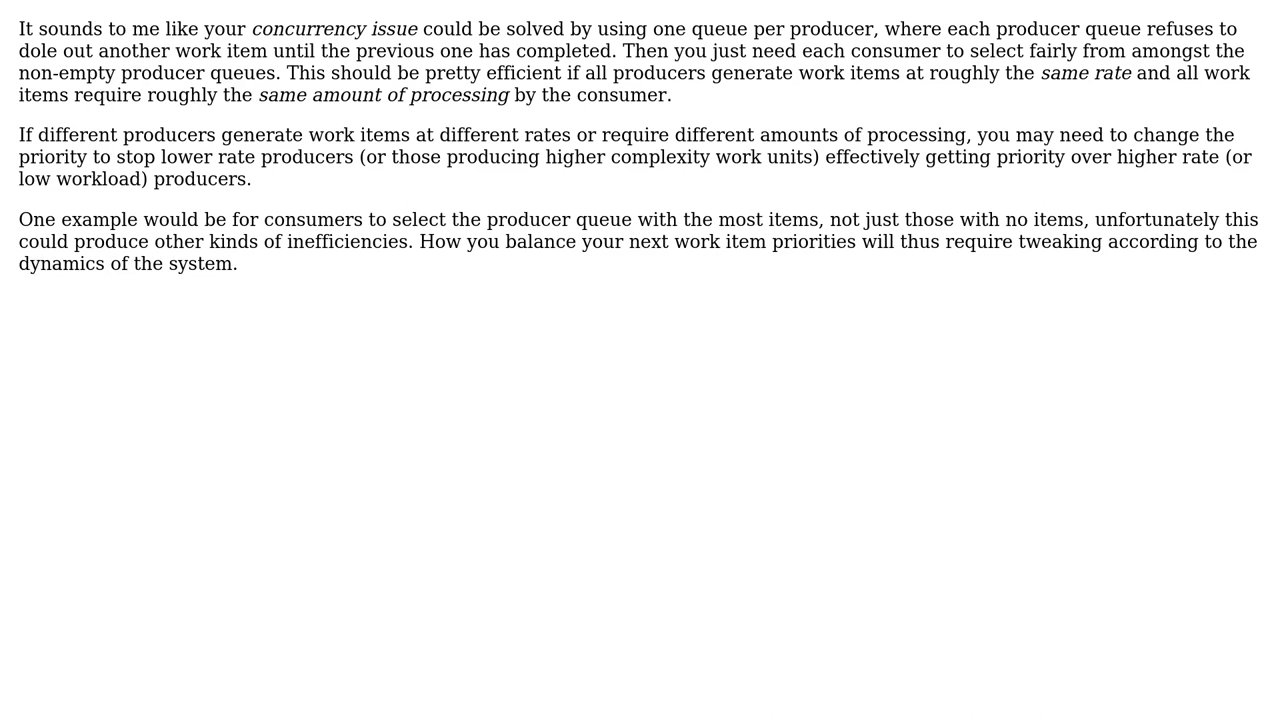 It sounds to me like your concurrency issue could be solved by using one queue per producer, where each producer queue refuses to
dole out another work item until the previous one has completed. Then you just need each consumer to select fairly from amongst the
non-empty producer queues. This should be pretty efficient if all producers generate work items at roughly the same rate and all work
items require roughly the same amount of processing by the consumer.
If different producers generate work items at different rates or require different amounts of processing, you may need to change the
priority to stop lower rate producers (or those producing higher complexity work units) effectively getting priority over higher rate (or
low workload) producers.
One example would be for consumers to select the producer queue with the most items, not just those with no items, unfortunately this
could produce other kinds of inefficiencies. How you balance your next work item priorities will thus require tweaking according to the
dynamics of the system.